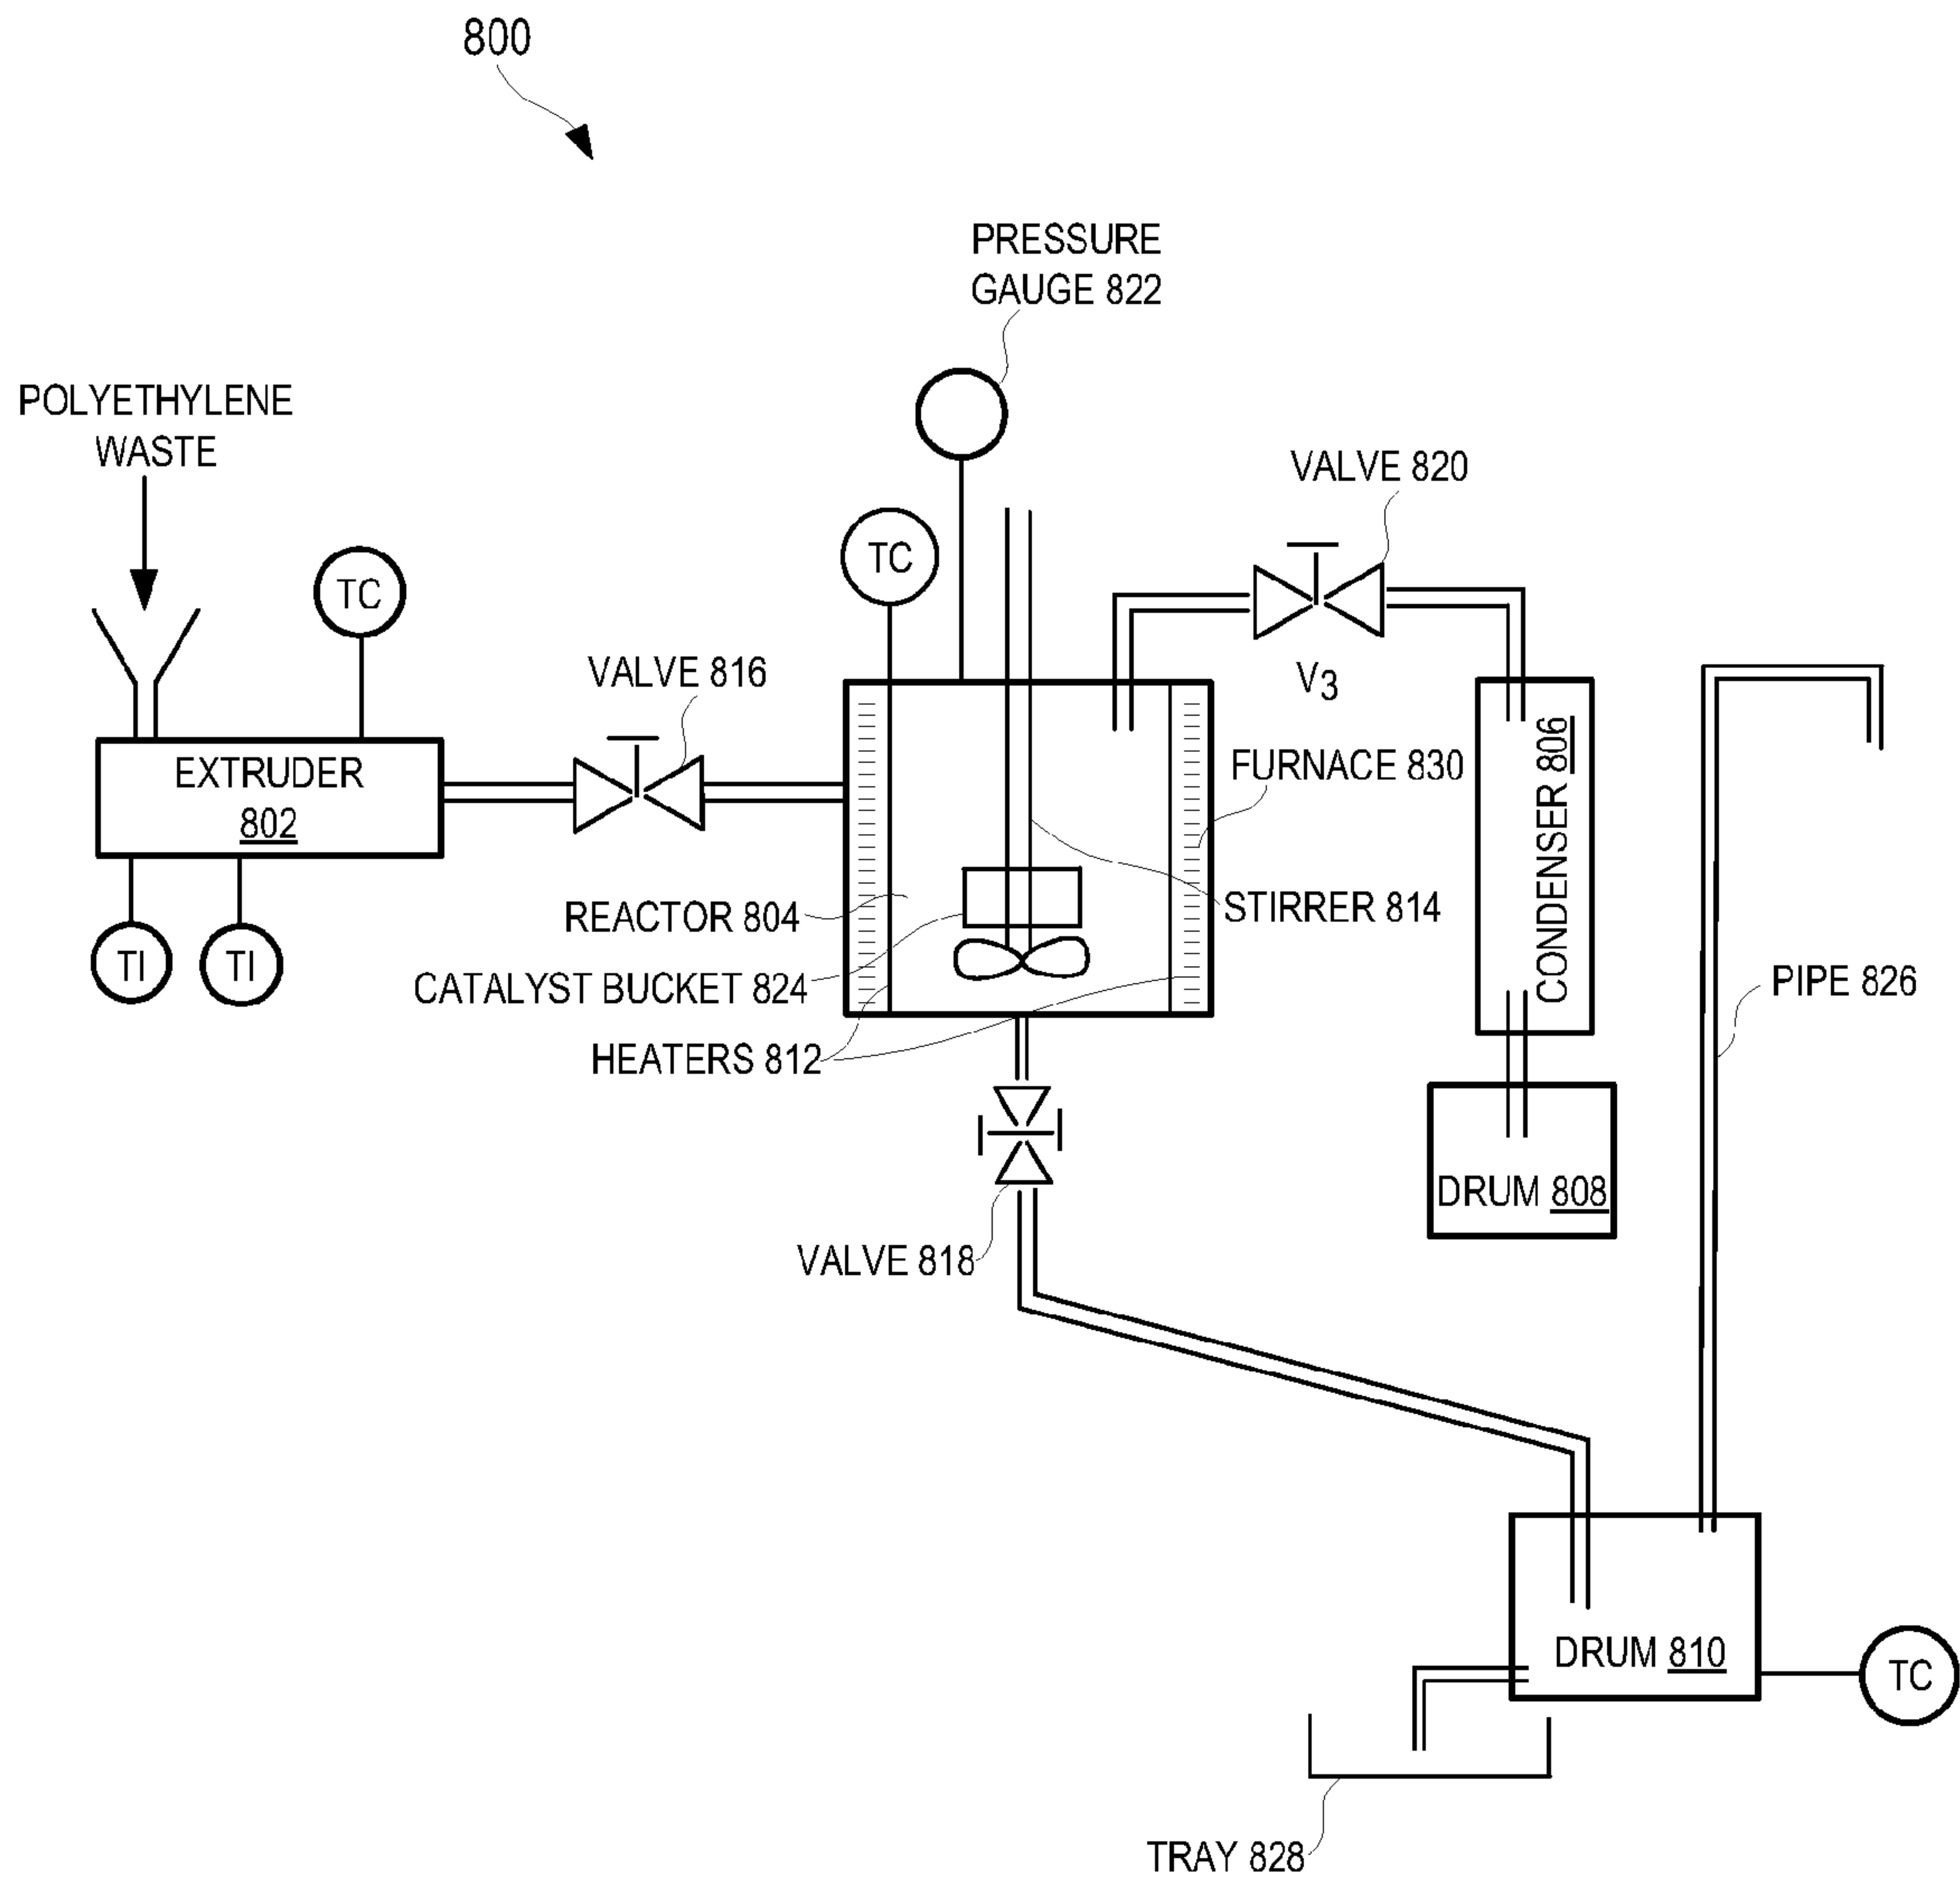 800
PRESSURE
GAUGE 822
POLYETHYLENE
WASTE
VALVE 820
TC
TC
VALVE 816
V3
EXTRUDER
802
FURNACE 830
CONDENSER 806
REACTOR 804
STIRRER 814
TI
TI
CATALYST BUCKET 824
PIPE 826
HEATERS 812
DRUM 808
VALVE 818
DRUM 810
TC
TRAY 828